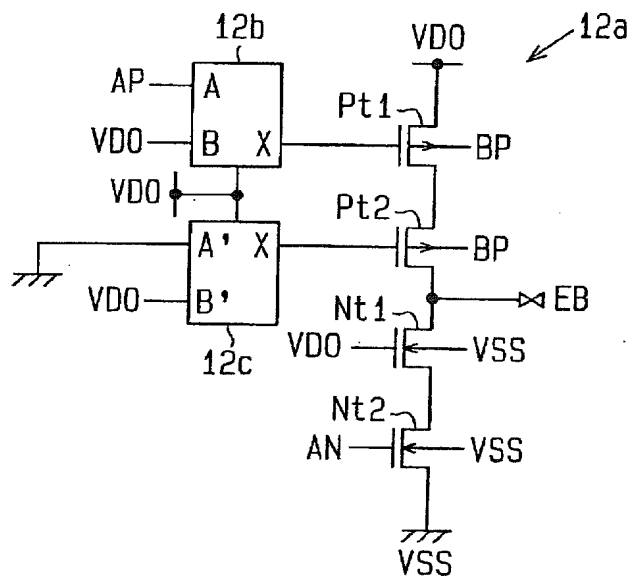 12b
VDO
12a
AP
A
Pt1
VDO
B
X
BP
VDO
Pt2
A'
X
BP
VDO
B'
Nt1
EB
12c
VDO
VSS
Nt2
AN
VSS
VSS